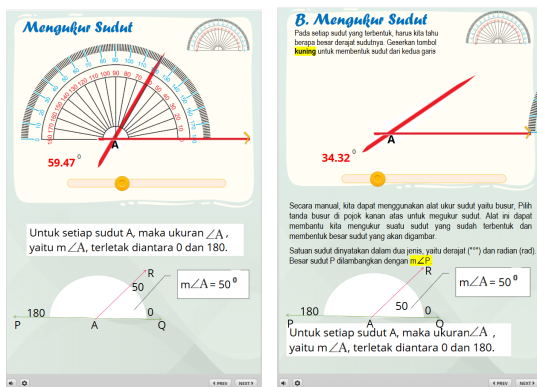 Mengukur Sudut
A
59.47 0
Untuk setiap sudut A, maka ukuran ∠A ,
yaitu m∠A, terletak diantara 0 dan 180.
R
50
m∠A = 50 0
180
0
P
A
Q
PREV
NEXT
B. Mengukur Sudut
Pada setiap sudut yang terbentuk, harus kita tahu
berapa besar derajat sudutnya. Geserkan tombol
kuning untuk membentuk sudut dari kedua garis
A
34.32 0
Secara manual, kita dapat menggunakan alat ukur sudut yaitu busur, Pilih
tanda busur di pojok kanan atas untuk megukur sudut. Alat ini dapat
membantu kita mengukur suatu sudut yang sudah terbentuk dan
membentuk besar sudut yang akan digambar.
Satuan sudut dinyatakan dalam dua jenis, yaitu derajat ("°") dan radian (rad).
Besar sudut P dilambangkan dengan m∠P.
R
m∠A = 50 0
50
180
0
P
A
Q
Untuk setiap sudut A, maka ukuran∠A ,
yaitu m∠A, terletak diantara 0 dan 180.
PREV
NEXT